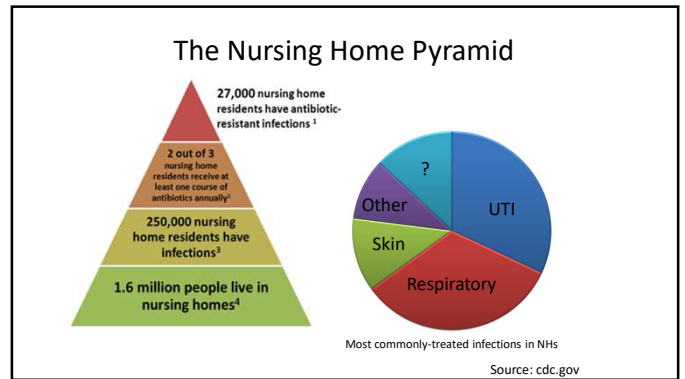 The Nursing Home Pyramid
27,000 nursing home
residents have antibiotic-
resistant infections 1
2 out of 3
nursing home
residents receive at
least one course of
antibiotics annually2
250,000 nursing
home residents have
infections3
1.6 million people live in
nursing homes4
?
Other
UTI
Skin
Respiratory
Most commonly-treated infections in NHs
Source: cdc.gov